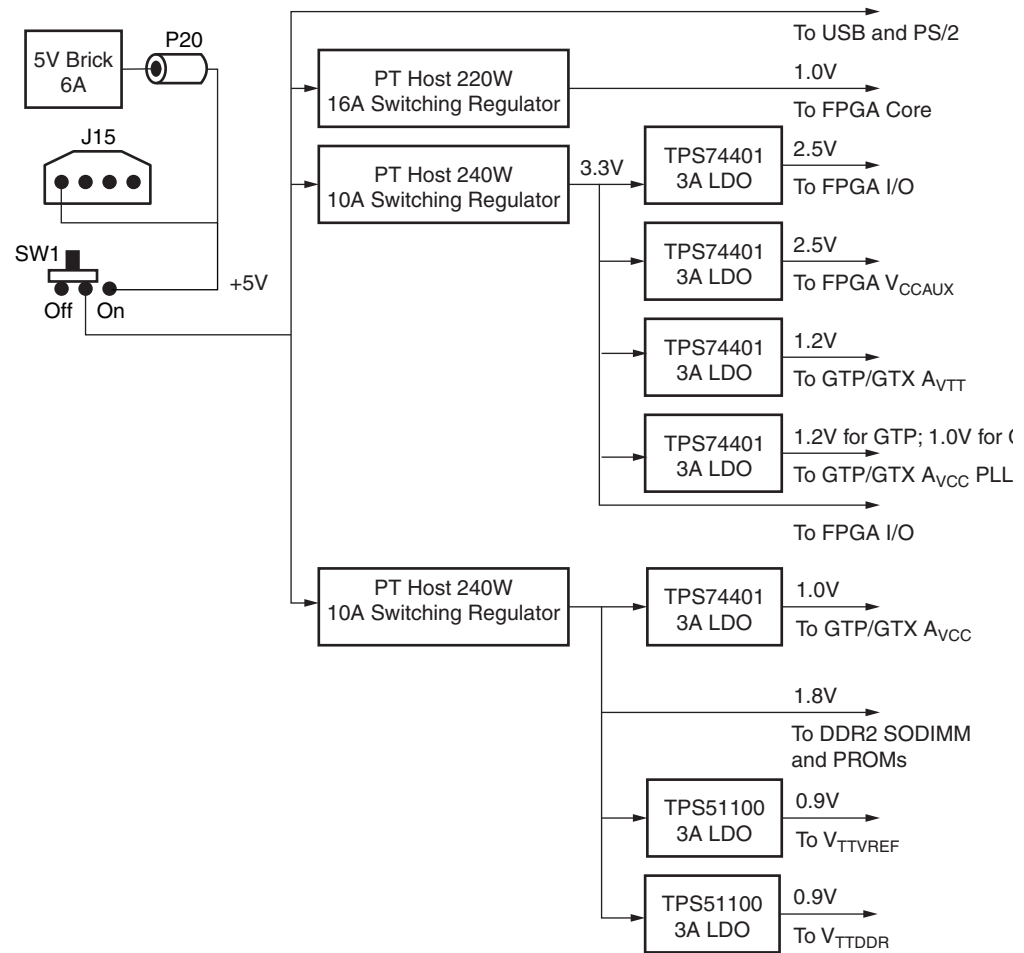 5V Brick
6A
P20
J15
SW1
Off On
+5V
To USB and PS/2
PT Host 220W
16A Switching Regulator
1.0V
To FPGA Core
PT Host 240W
10A Switching Regulator
3.3V
TPS74401
3A LDO
2.5V
To FPGA I/O
TPS74401
3A LDO
2.5V
To FPGA VCCAUX
TPS74401
3A LDO
1.2V
To GTP/GTX AVTT
TPS74401
3A LDO
1.2V for GTP; 1.0V for
To GTP/GTX AVCC PLL
To FPGA I/O
PT Host 240W
10A Switching Regulator
TPS74401
3A LDO
1.0V
To GTP/GTX AVCC
1.8V
To DDR2 SODIMM
and PROMs
TPS51100
3A LDO
0.9V
To VTTVREF
TPS51100
3A LDO
0.9V
To VTTDDR